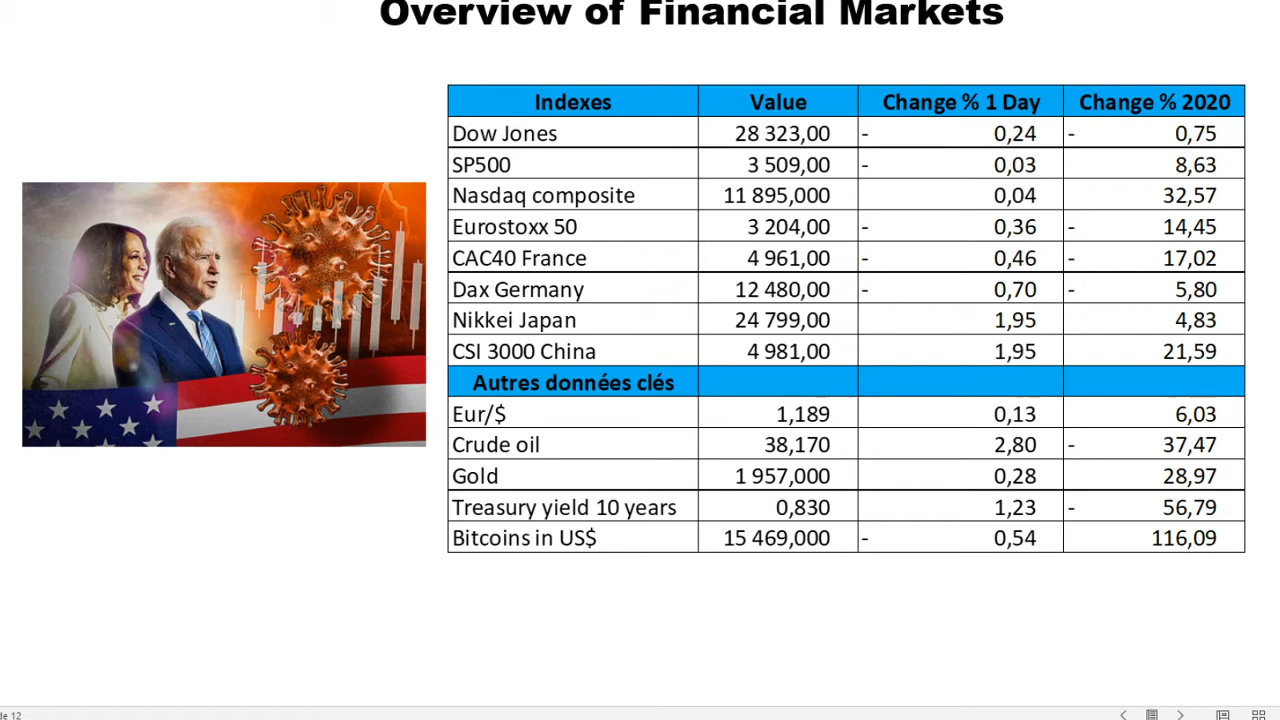 Overview of Financial Markets
Indexes Value Change % 1 Day Change % 2020
Dow Jones 28 323,00 - 0,24 - 0,75
SP500 3 509,00 - 0,03 8,63
Nasdaq composite 11 895,000 0,04 32,57
Eurostoxx 50 3 204,00 - 0,36 - 14,45
CAC40 France 4 961,00 - 0,46 - 17,02
Dax Germany 12 480,00 - 0,70 - 5,80
Nikkei Japan 24 799,00 1,95 4,83
CSI 3000 China 4 981,00 1,95 21,59
Autres données clés
Eur/$ 1,189 0,13 6,03
Crude oil 38,170 2,80 - 37,47
Gold 1 957,000 0,28 28,97
Treasury yield 10 years 0,830 1,23 - 56,79
Bitcoins in US$ 15 469,000 - 0,54 116,09
de 12